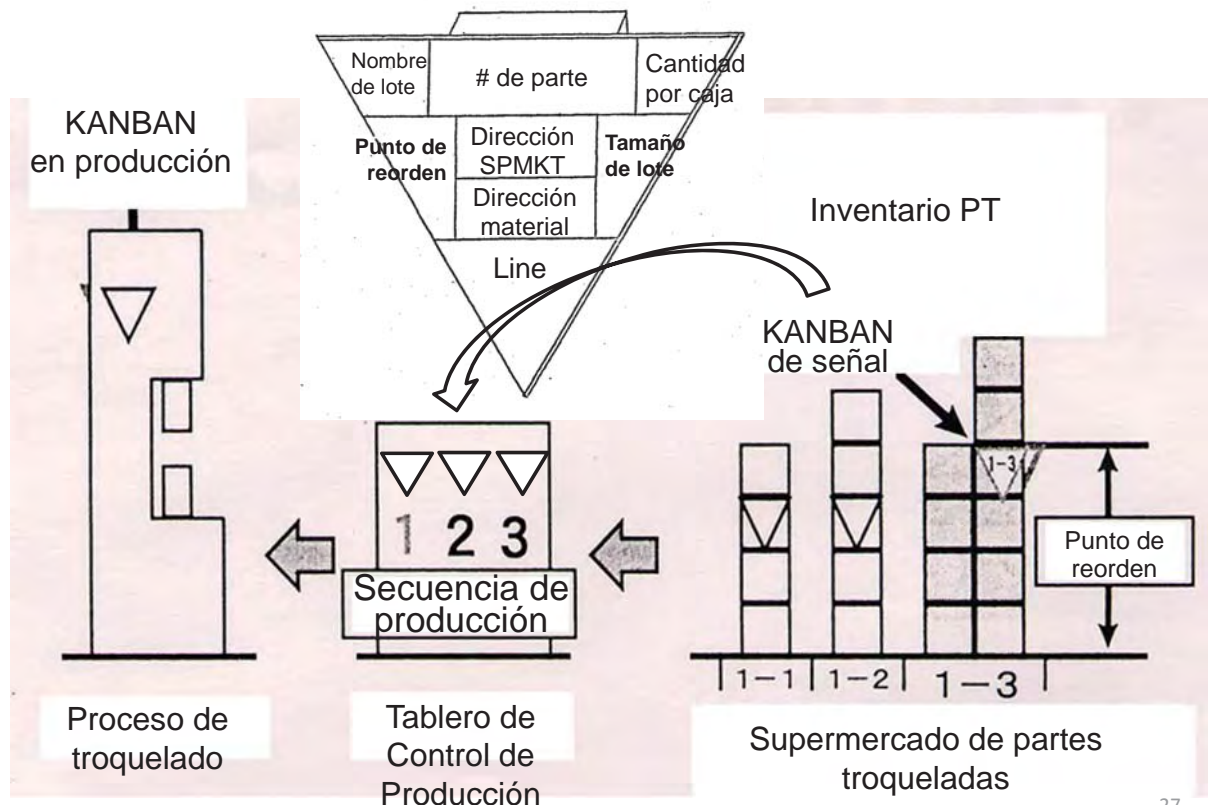 Nombre
de lote
# de parte
Cantidad
por caja
Punto de
reorden
Dirección
SPMKT
Tamaño
de lote
Dirección
material
Line
KANBAN
en producción
Inventario PT
KANBAN
de señal
1-3
Punto de
reorden
1 2 3
Secuencia de
producción
1-1
1-2
1-3
Proceso de
troquelado
Tablero de
Control de
Producción
Supermercado de partes
troqueladas
27